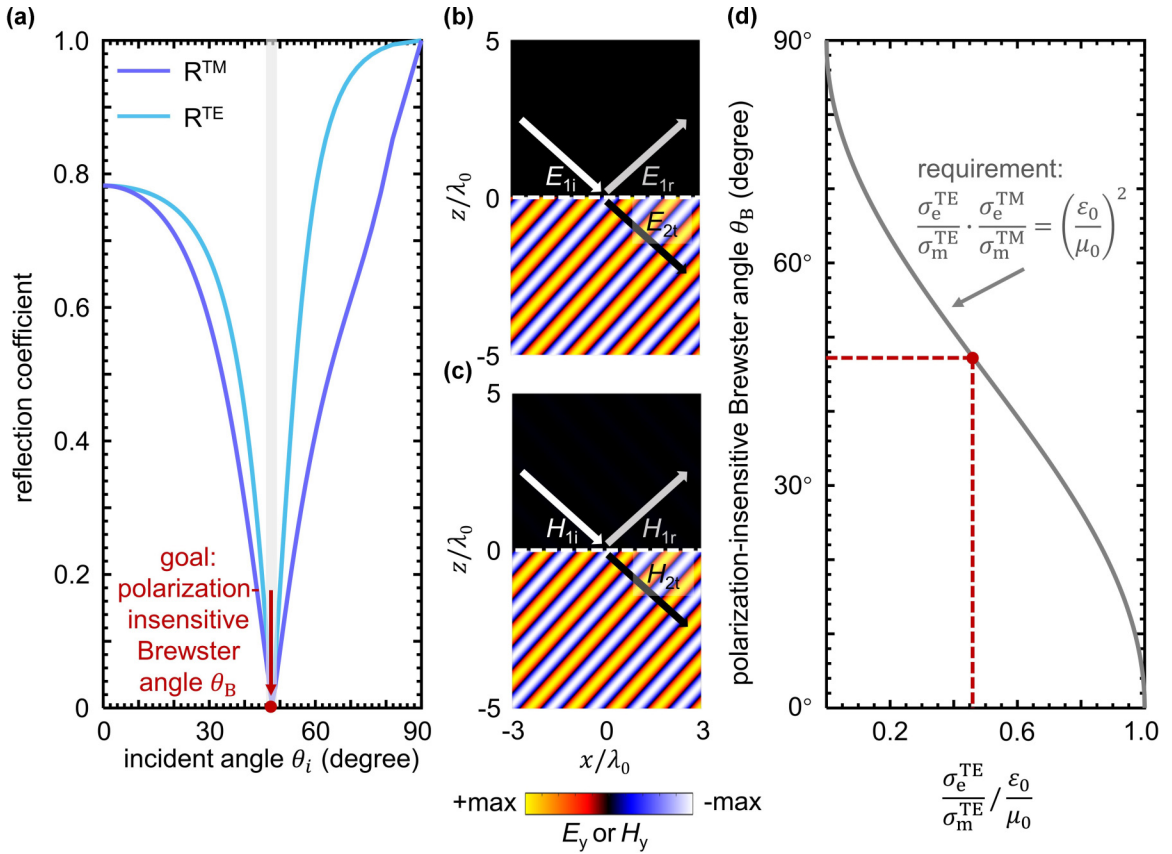 (a)
1.0
0.8
0.6
0.4
0.2
0
reflection coefficient
R^TM
R^TE
goal:
polarization-
insensitive
Brewster
angle θ_B
0 30 60 90
incident angle θ_i (degree)
(b)
5
0
-5
z/λ_0
E_1i
E_1r
E_2t
(c)
5
0
-5
z/λ_0
H_1i
H_1r
H_2t
-3 0 3
x/λ_0
+max -max
E_y or H_y
(d)
90°
60°
30°
0°
polarization-insensitive Brewster angle θ_B (degree)
requirement:
σ_e^TE/σ_m^TE · σ_e^TM/σ_m^TM = (ε_0/μ_0)^2
0.2 0.6 1.0
σ_e^TE/σ_m^TE / ε_0/μ_0